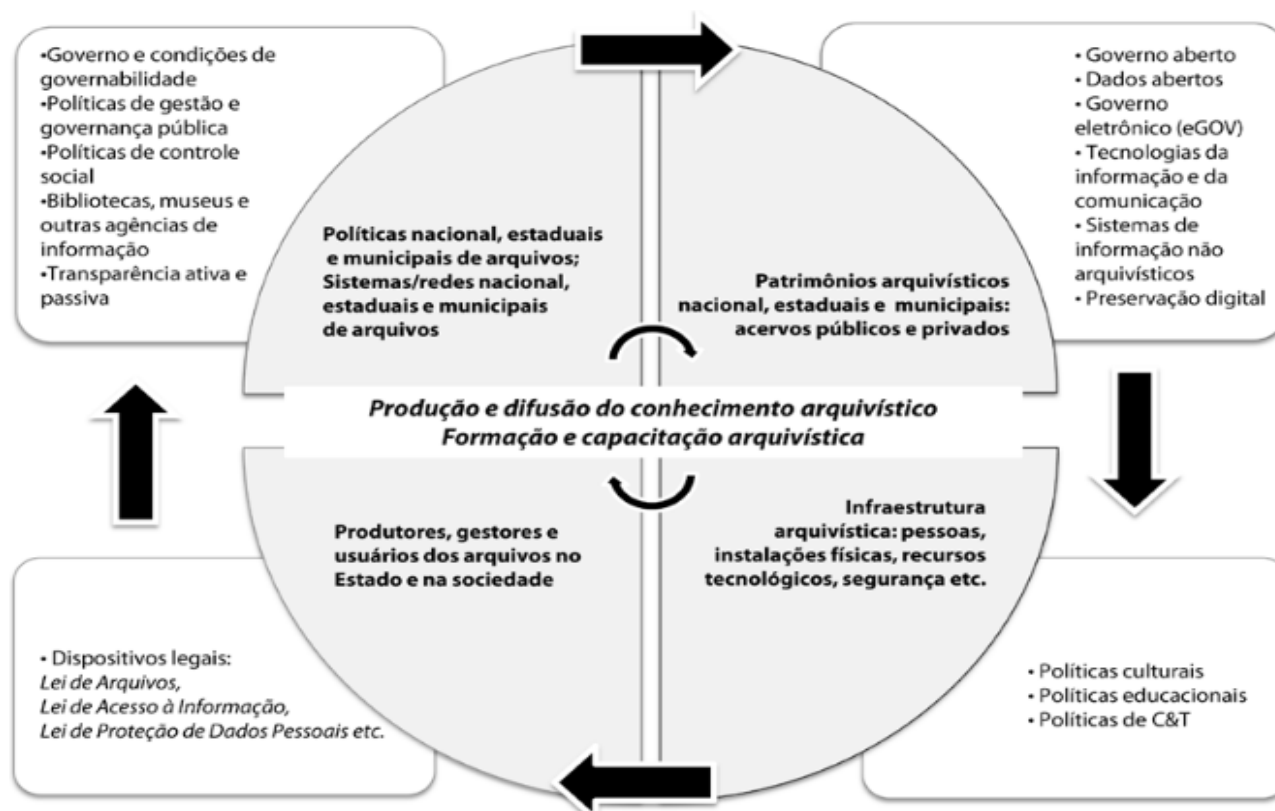 •Governo e condições de
governabilidade
•Políticas de gestão e
governança pública
•Políticas de controle
social
•Bibliotecas, museus e
outras agências de
informação
•Transparência ativa e
passiva
• Governo aberto
• Dados abertos
• Governo
eletrônico (eGOV)
• Tecnologias da
informação e da
comunicação
• Sistemas de
informação não
arquivísticos
• Preservação digital
Políticas nacional, estaduais
e municipais de arquivos;
Sistemas/redes nacional,
estaduais e municipais
de arquivos
Patrimônios arquivísticos
nacional, estaduais e municipais:
acervos públicos e privados
Produção e difusão do conhecimento arquivístico
Formação e capacitação arquivística
Produtores, gestores e
usuários dos arquivos no
Estado e na sociedade
Infraestrutura
arquivística: pessoas,
instalações físicas, recursos
tecnológicos, segurança etc.
• Dispositivos legais:
Lei de Arquivos,
Lei de Acesso à Informação,
Lei de Proteção de Dados Pessoais etc.
• Políticas culturais
• Políticas educacionais
• Políticas de C&T